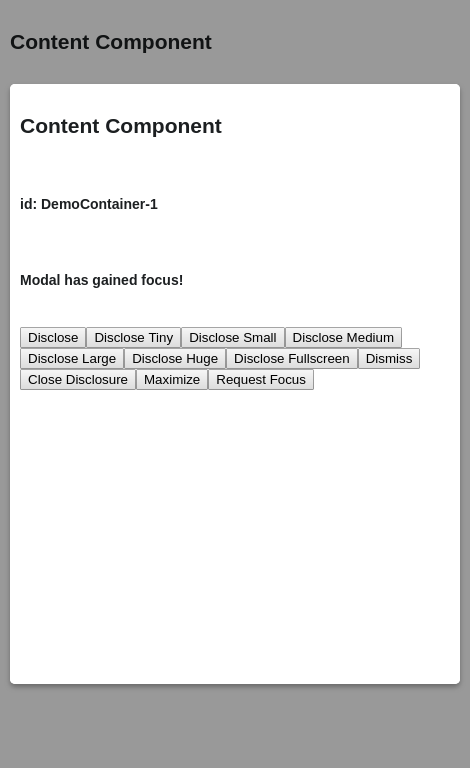 Content Component
Content Component
id: DemoContainer-1
Modal has gained focus!
Disclose Disclose Tiny Disclose Small Disclose Medium
Disclose Large Disclose Huge Disclose Fullscreen Dismiss
Close Disclosure Maximize Request Focus